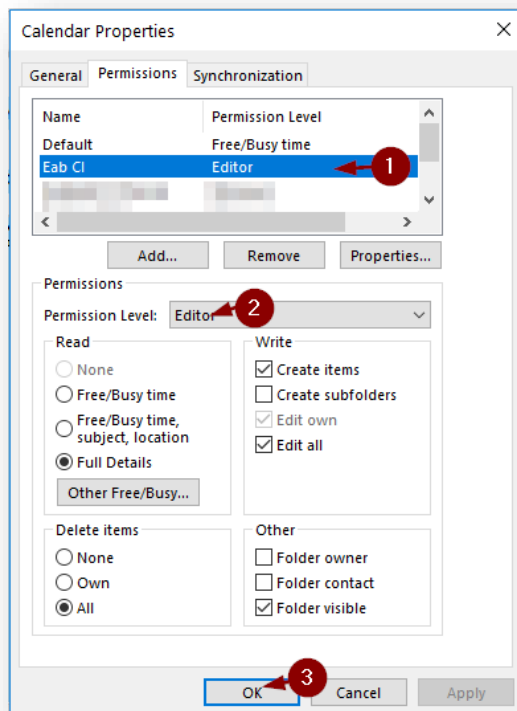 Calendar Properties
General Permissions Synchronization
Name Permission Level
Default Free/Busy time
Eab CI Editor
1
Add... Remove Properties...
Permissions
Permission Level: Editor
2
Read Write
None Create items
Free/Busy time Create subfolders
Free/Busy time,
subject, location
Edit own
Full Details Edit all
Other Free/Busy...
Delete items Other
None Folder owner
Own Folder contact
All Folder visible
3
OK Cancel Apply